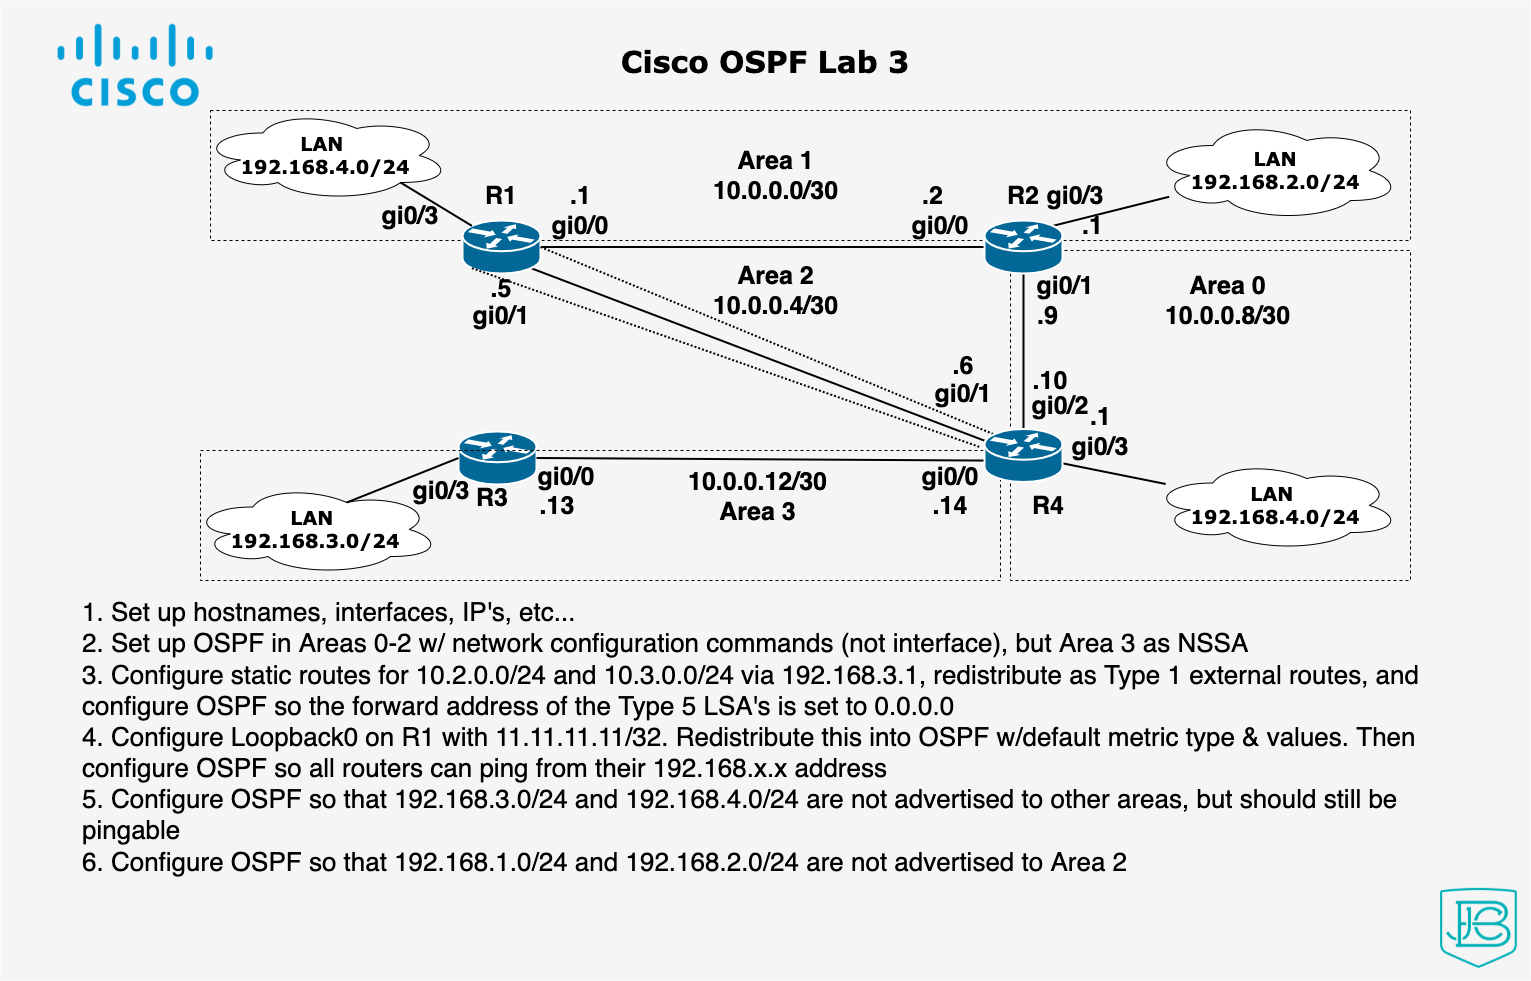 CISCO
Cisco OSPF Lab 3
LAN
192.168.4.0/24
gi0/3
R1
.1
gi0/0
Area 1
10.0.0.0/30
.2
gi0/0
R2 gi0/3
.1
LAN
192.168.2.0/24
.5
gi0/1
Area 2
10.0.0.4/30
gi0/1
.9
Area 0
10.0.0.8/30
.6
gi0/1
.10
gi0/2
.1
gi0/3
gi0/3
R3
gi0/0
.13
10.0.0.12/30
Area 3
gi0/0
.14
R4
LAN
192.168.3.0/24
LAN
192.168.4.0/24
1. Set up hostnames, interfaces, IP's, etc...
2. Set up OSPF in Areas 0-2 w/ network configuration commands (not interface), but Area 3 as NSSA
3. Configure static routes for 10.2.0.0/24 and 10.3.0.0/24 via 192.168.3.1, redistribute as Type 1 external routes, and
configure OSPF so the forward address of the Type 5 LSA's is set to 0.0.0.0
4. Configure Loopback0 on R1 with 11.11.11.11/32. Redistribute this into OSPF w/default metric type & values. Then
configure OSPF so all routers can ping from their 192.168.x.x address
5. Configure OSPF so that 192.168.3.0/24 and 192.168.4.0/24 are not advertised to other areas, but should still be
pingable
6. Configure OSPF so that 192.168.1.0/24 and 192.168.2.0/24 are not advertised to Area 2